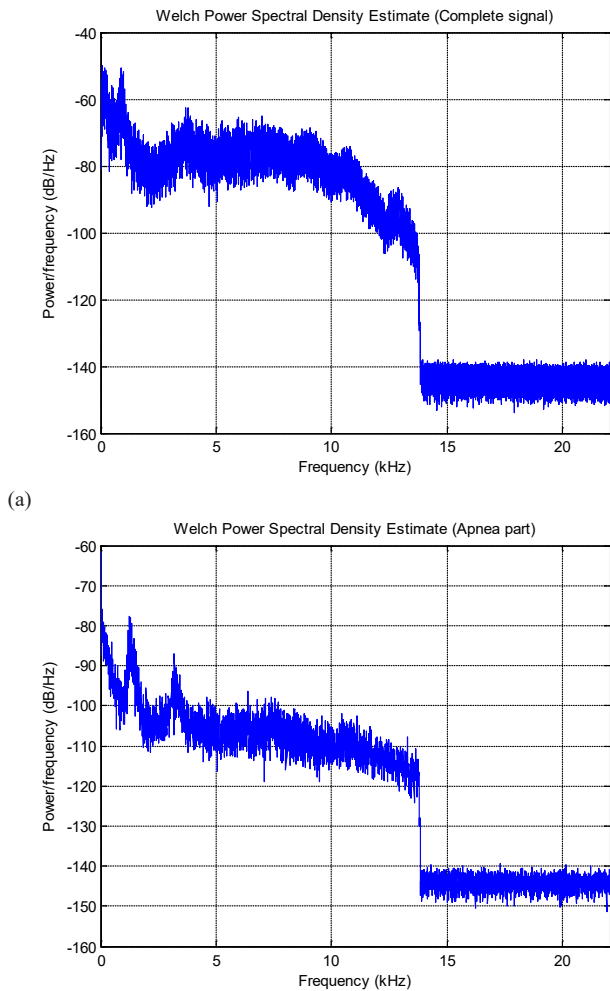 Welch Power Spectral Density Estimate (Complete signal)
-40
-60
-80
-100
-120
-140
-160
Power/frequency (dB/Hz)
0 5 10 15 20
Frequency (kHz)
(a)
Welch Power Spectral Density Estimate (Apnea part)
-60
-70
-80
-90
-100
-110
-120
-130
-140
-150
-160
Power/frequency (dB/Hz)
0 5 10 15 20
Frequency (kHz)